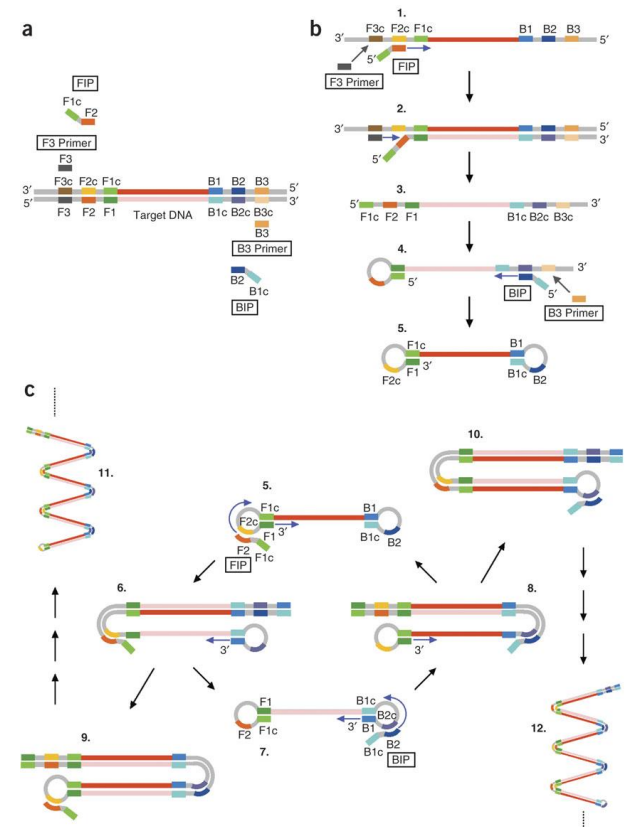 a
FIP
F1c
F2
F3 Primer
F3
F3c F2c F1c B1 B2 B3
3′ 5′
5′ 3′
F3 F2 F1 Target DNA B1c B2c B3c
B3
B3 Primer
B2
B1c
BIP
b
1.
F3c F2c F1c B1 B2 B3
3′ 5′
5′
FIP
F3 Primer
2.
3′ 5′
3′
5′
3.
5′ 3′
F1c F2 F1 B1c B2c B3c
4.
3′
5′ BIP 5′
B3 Primer
5.
F1c B1
F1 3′ B1c
F2c B2
c
11.
5.
F1c B1
F2c
F1 3′ B1c
F2 F1c B2
FIP
10.
6.
3′
8.
3′
7.
F1 B1c
B2c
3′ B1
F2 F1c B2
B1c
BIP
9.
12.